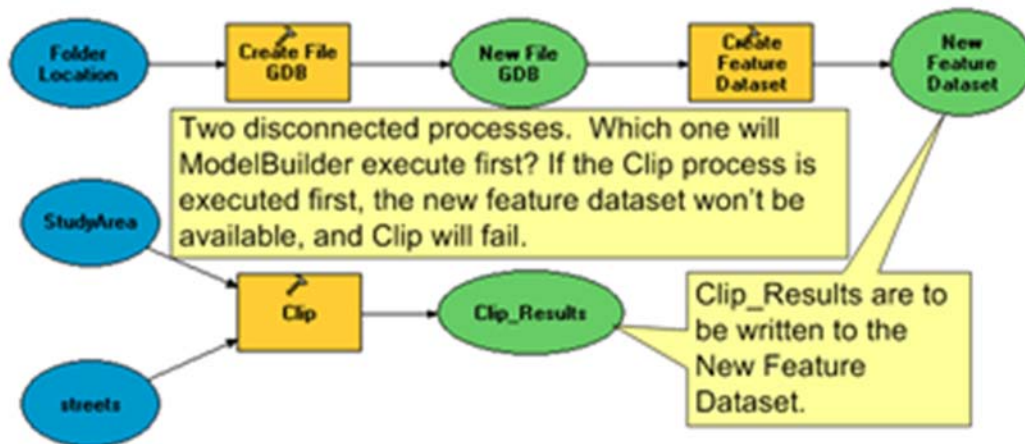 Folder
Location
Create File
GDB
New File
GDB
Create
Feature
Dataset
New
Feature
Dataset
Two disconnected processes.  Which one will
ModelBuilder execute first? If the Clip process is
executed first, the new feature dataset won't be
available, and Clip will fail.
StudyArea
Clip
Clip_Results
Clip_Results are to
be written to the
New Feature
Dataset.
streets